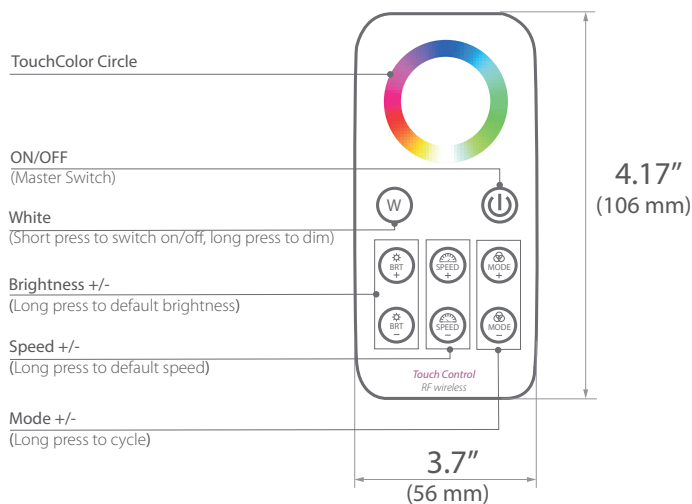 TouchColor Circle
ON/OFF
(Master Switch)
White
(Short press to switch on/off, long press to dim)
Brightness +/-
(Long press to default brightness)
Speed +/-
(Long press to default speed)
Mode +/-
(Long press to cycle)
W
BRT
+
SPEED
+
MODE
+
BRT
−
SPEED
−
MODE
−
Touch Control
RF wireless
4.17"
(106 mm)
3.7"
(56 mm)